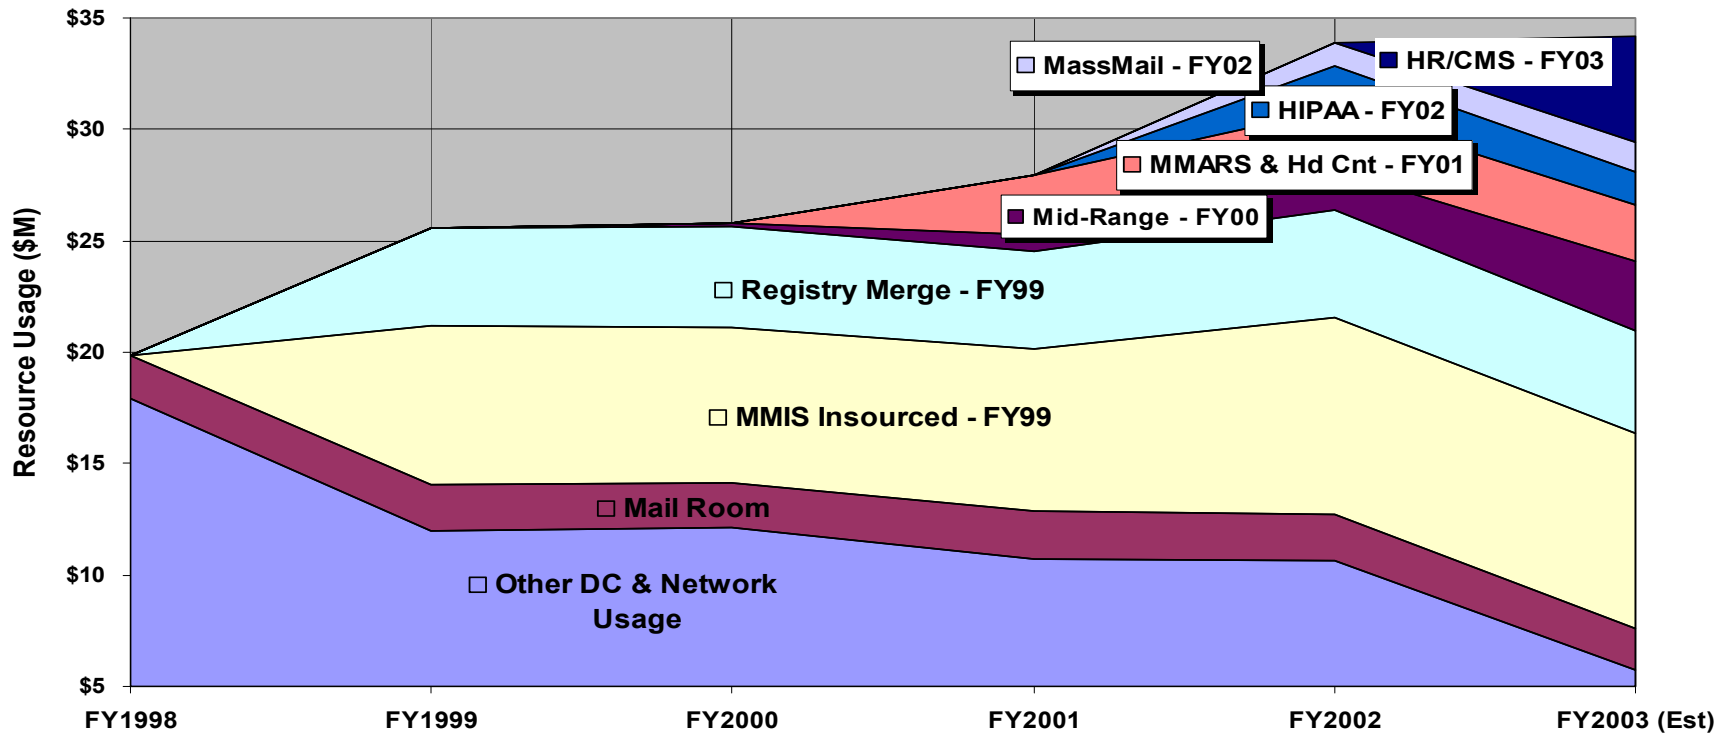 $35
$30
$25
$20
$15
$10
$5
Resource Usage ($M)
MassMail - FY02
HR/CMS - FY03
HIPAA - FY02
MMARS & Hd Cnt - FY01
Mid-Range - FY00
Registry Merge - FY99
MMIS Insourced - FY99
Mail Room
Other DC & Network
Usage
FY1998
FY1999
FY2000
FY2001
FY2002
FY2003 (Est)